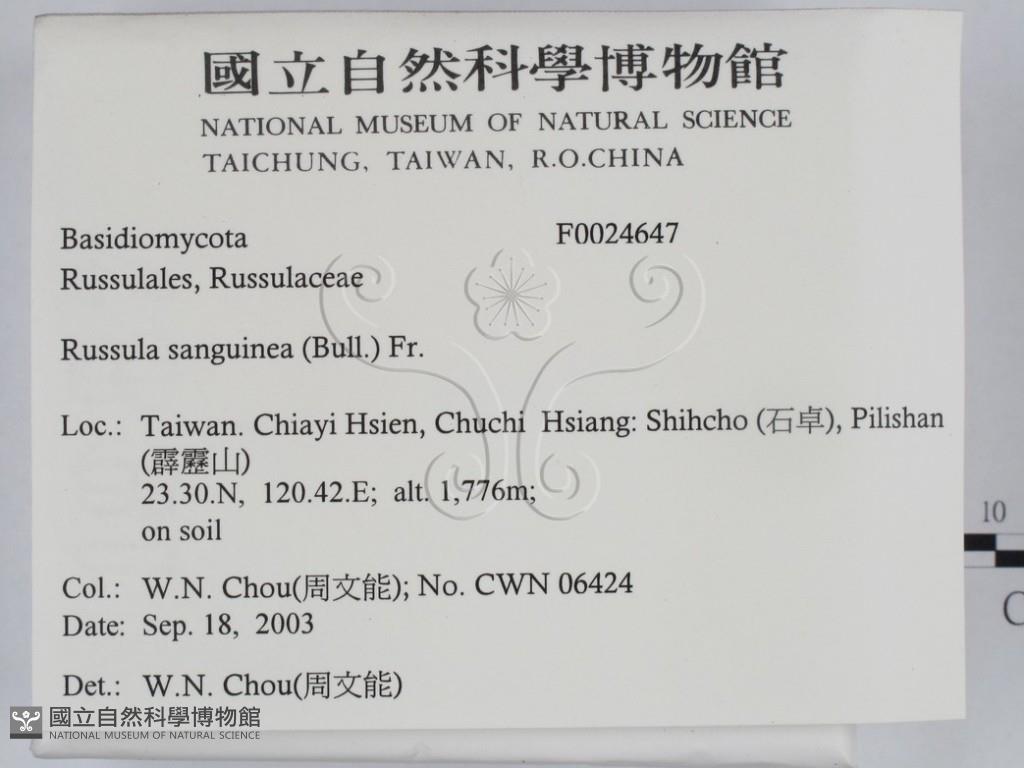 國立自然科學博物館
NATIONAL MUSEUM OF NATURAL SCIENCE
TAICHUNG, TAIWAN, R.O.CHINA
Basidiomycota F0024647
Russulales, Russulaceae
Russula sanguinea (Bull.) Fr.
Loc.: Taiwan. Chiayi Hsien, Chuchi Hsiang: Shihcho (石卓), Pilishan
(霹靂山)
23.30.N, 120.42.E; alt. 1,776m;
on soil
Col.: W.N. Chou(周文能); No. CWN 06424
Date: Sep. 18, 2003
Det.: W.N. Chou(周文能)
10
國立自然科學博物館
NATIONAL MUSEUM OF NATURAL SCIENCE